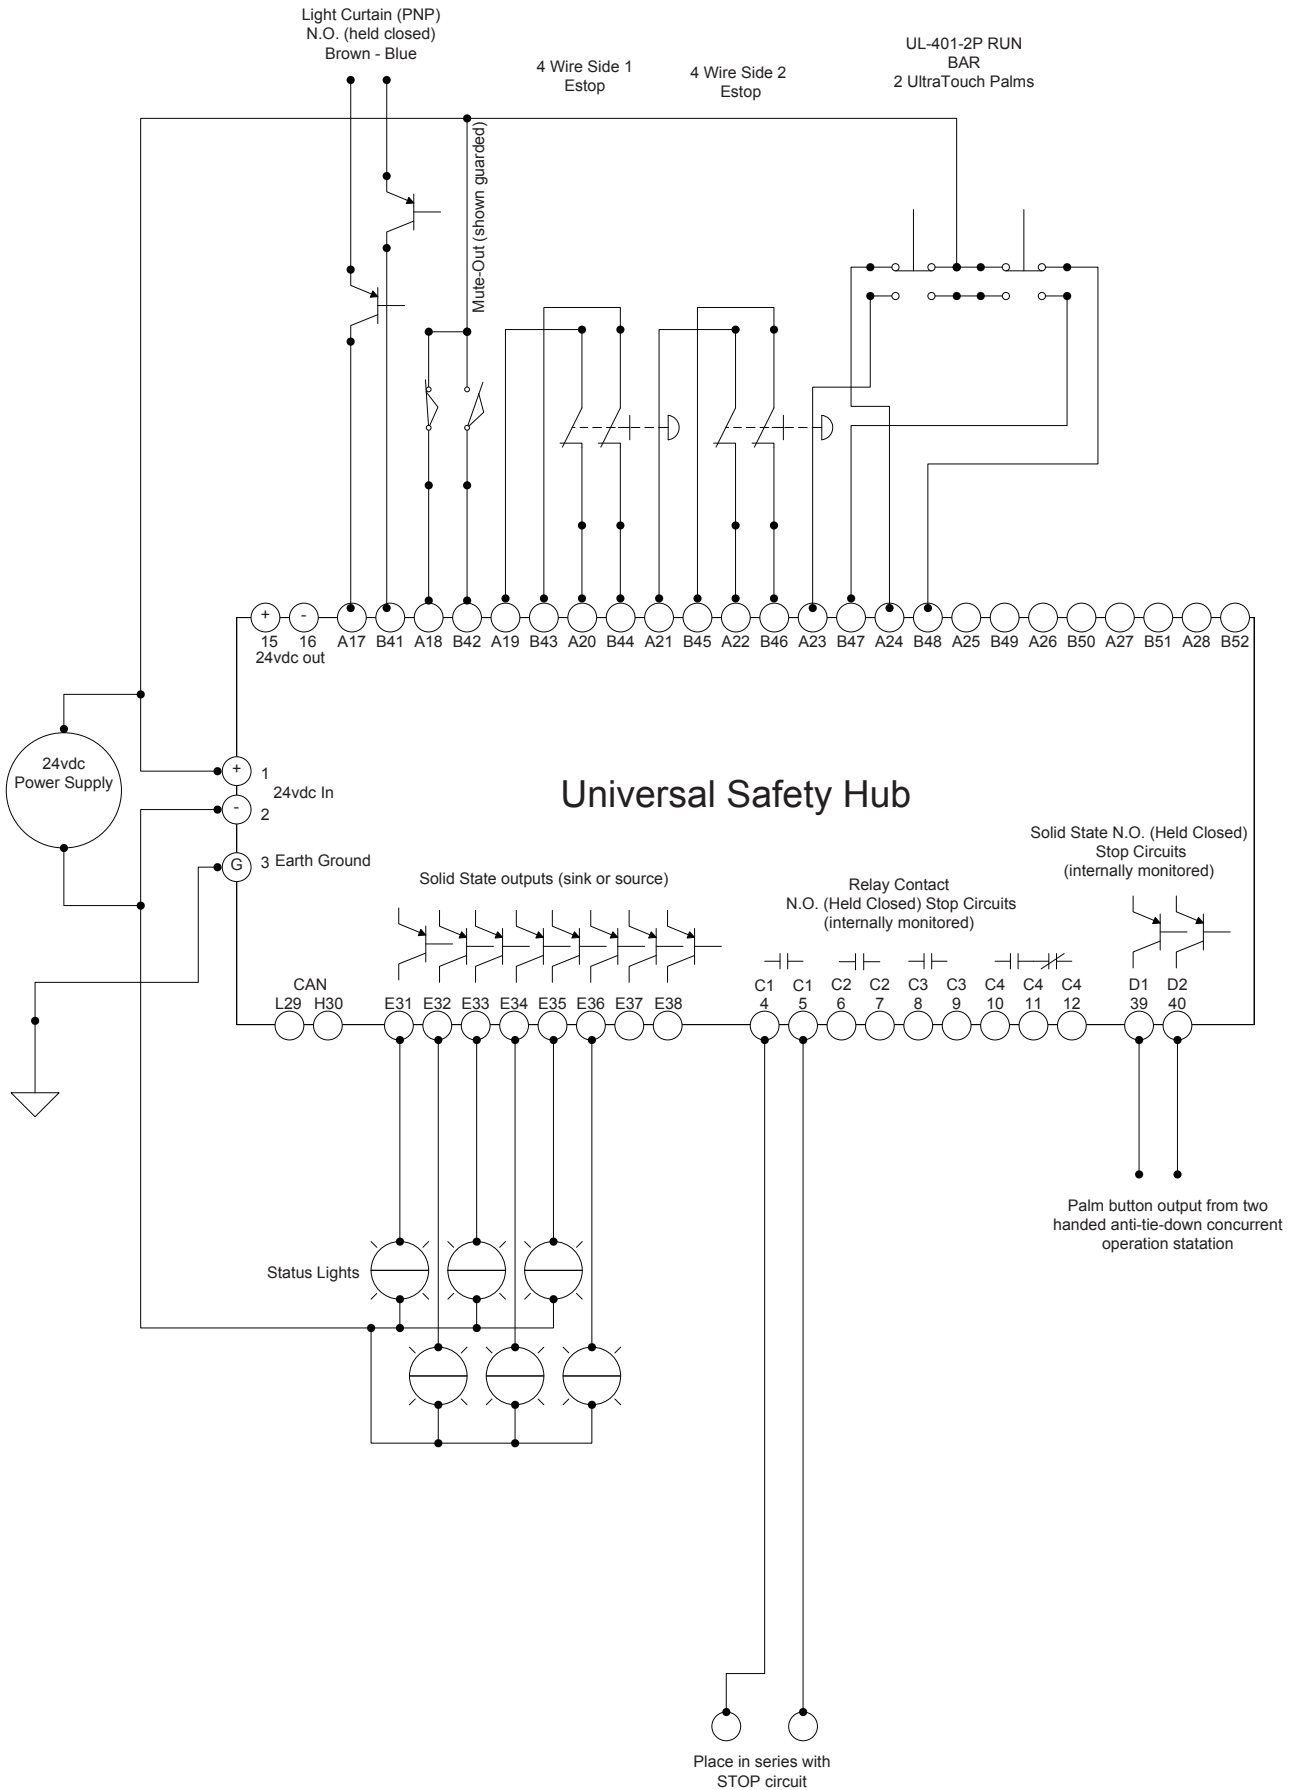 Light Curtain (PNP)
N.O. (held closed)
Brown - Blue
4 Wire Side 1
Estop
4 Wire Side 2
Estop
UL-401-2P RUN
BAR
2 UltraTouch Palms
Mute-Out (shown guarded)
+ -
15 16 A17 B41 A18 B42 A19 B43 A20 B44 A21 B45 A22 B46 A23 B47 A24 B48 A25 B49 A26 B50 A27 B51 A28 B52
24vdc out
24vdc
Power Supply
+ 1
24vdc In
- 2
G 3 Earth Ground
Universal Safety Hub
Solid State outputs (sink or source)
Relay Contact
N.O. (Held Closed) Stop Circuits
(internally monitored)
Solid State N.O. (Held Closed)
Stop Circuits
(internally monitored)
CAN
L29 H30 E31 E32 E33 E34 E35 E36 E37 E38
C1 C1 C2 C2 C3 C3 C4 C4 C4 D1 D2
4 5 6 7 8 9 10 11 12 39 40
Palm button output from two
handed anti-tie-down concurrent
operation statation
Status Lights
Place in series with
STOP circuit